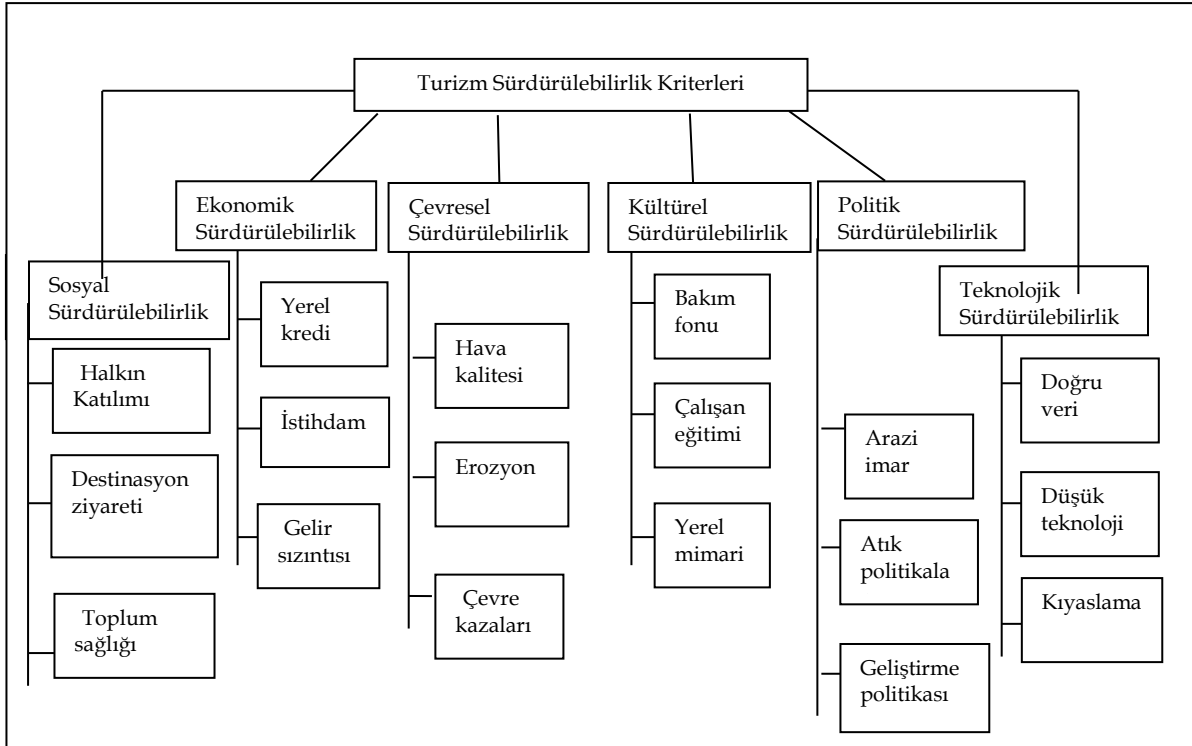 Turizm Sürdürülebilirlik Kriterleri
Sosyal
Sürdürülebilirlik
Halkın
Katılımı
Destinasyon
ziyareti
Toplum
sağlığı
Ekonomik
Sürdürülebilirlik
Yerel
kredi
İstihdam
Gelir
sızıntısı
Çevresel
Sürdürülebilirlik
Hava
kalitesi
Erozyon
Çevre
kazaları
Kültürel
Sürdürülebilirlik
Bakım
fonu
Çalışan
eğitimi
Yerel
mimari
Politik
Sürdürülebilirlik
Arazi
imar
Atık
politikala
Geliştirme
politikası
Teknolojik
Sürdürülebilirlik
Doğru
veri
Düşük
teknoloji
Kıyaslama